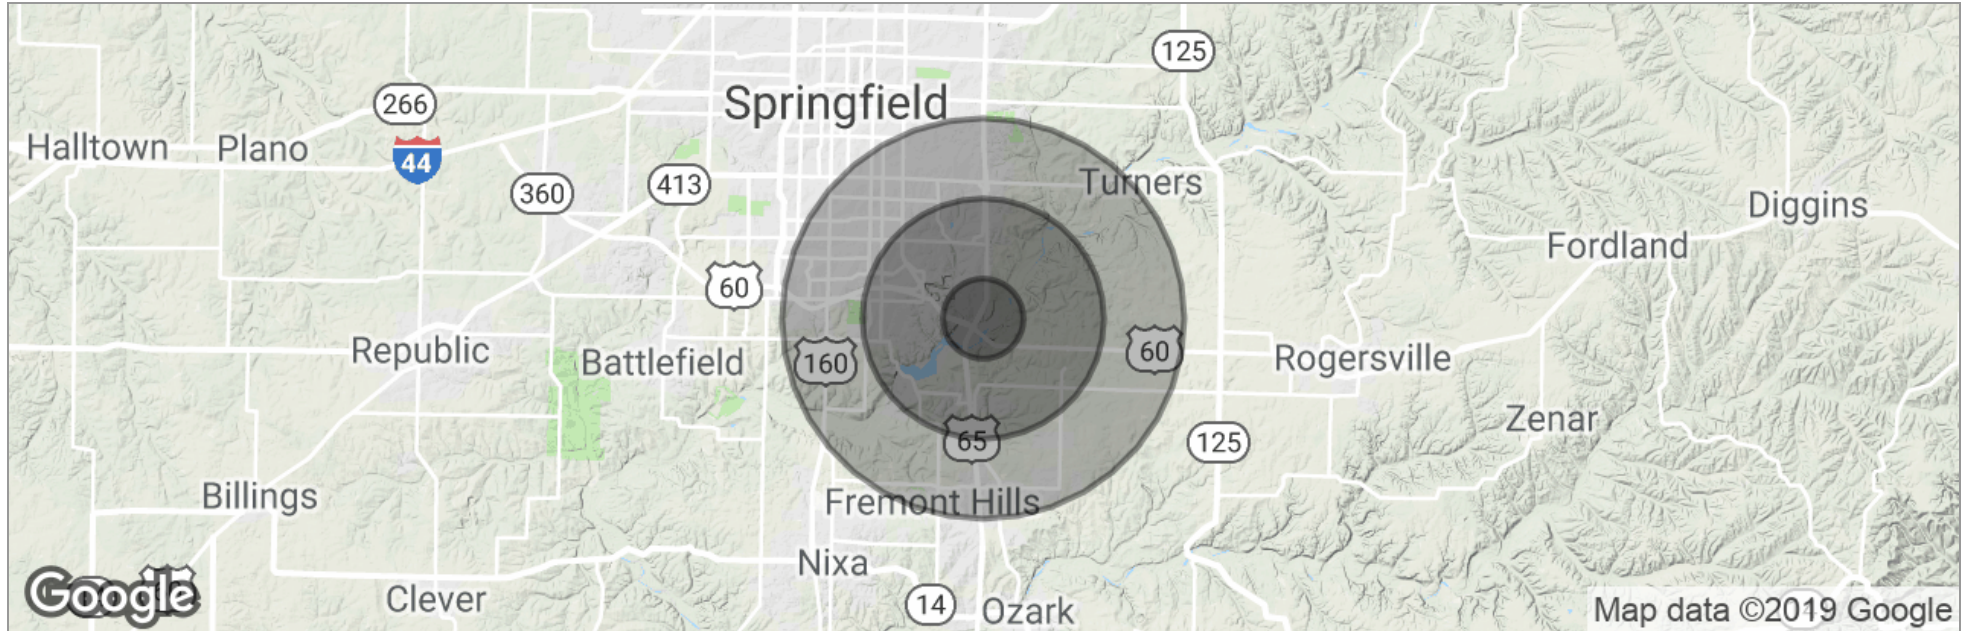 125
Springfield
266
Halltown
Plano
44
360
413
Turners
Diggins
Fordland
60
Republic
Battlefield
160
60
Rogersville
65
125
Zenar
Billings
Fremont Hills
Nixa
Google
Clever
14
Ozark
Map data ©2019 Google